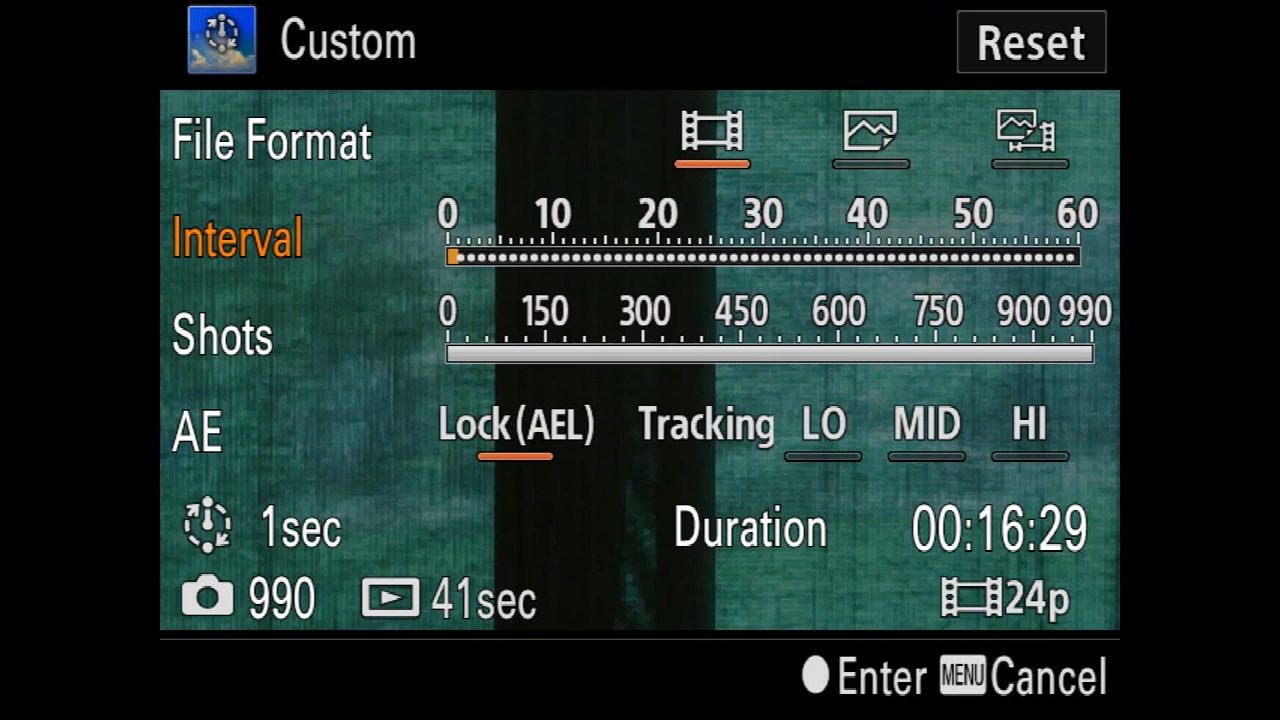 Custom
Reset
File Format
0 10 20 30 40 50 60
Interval
0 150 300 450 600 750 900 990
Shots
AE Lock(AEL) Tracking LO MID HI
1sec Duration 00:16:29
990 41sec 24p
Enter MENU Cancel